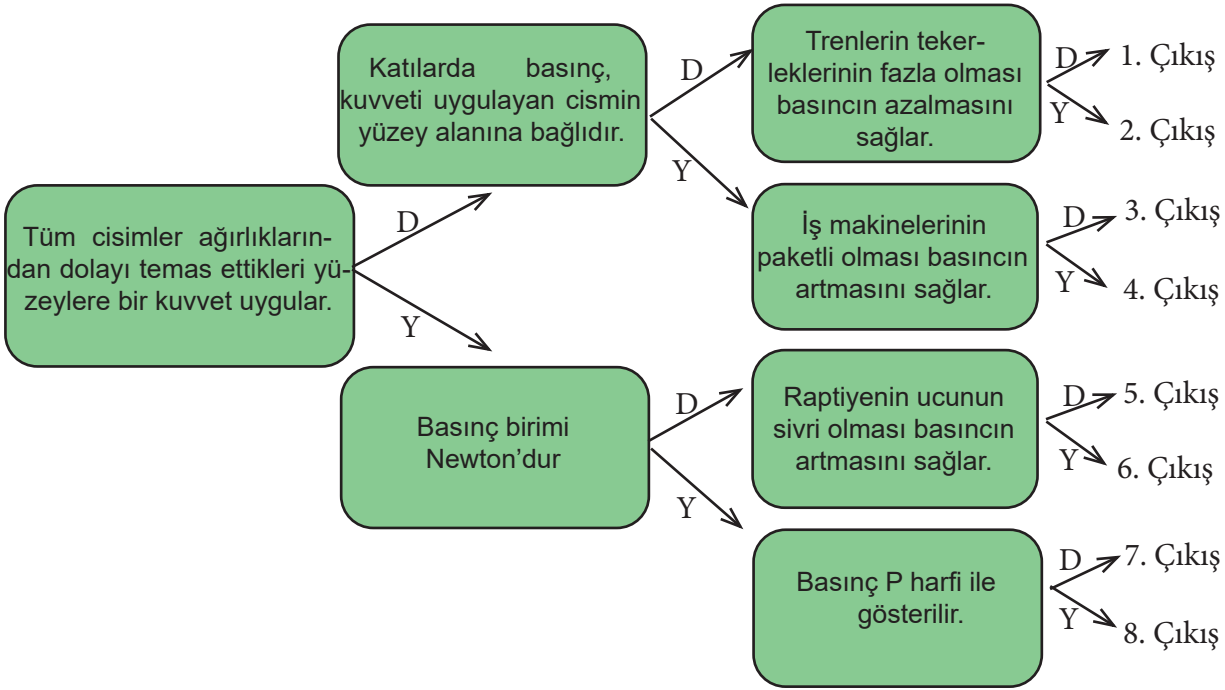 Tüm cisimler ağırlıkların-
dan dolayı temas ettikleri yü-
zeylere bir kuvvet uygular.
D
Y
Katılarda basınç,
kuvveti uygulayan cismin
yüzey alanına bağlıdır.
D
Y
Basınç birimi
Newton’dur
D
Y
Trenlerin teker-
leklerinin fazla olması
basıncın azalmasını
sağlar.
D
1. Çıkış
Y
2. Çıkış
İş makinelerinin
paketli olması basıncın
artmasını sağlar.
D
3. Çıkış
Y
4. Çıkış
Raptiyenin ucunun
sivri olması basıncın
artmasını sağlar.
D
5. Çıkış
Y
6. Çıkış
Basınç P harfi ile
gösterilir.
D
7. Çıkış
Y
8. Çıkış